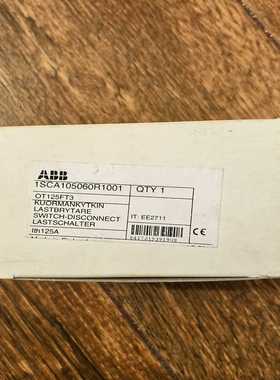 ABB
1SCA105060R1001 QTY 1
OT125FT3
KUORMANKYTKIN
LASTBRYTARE
SWITCH-DISCONNECT
LASTSCHALTER
IT: EE2711
Ith125A
CE